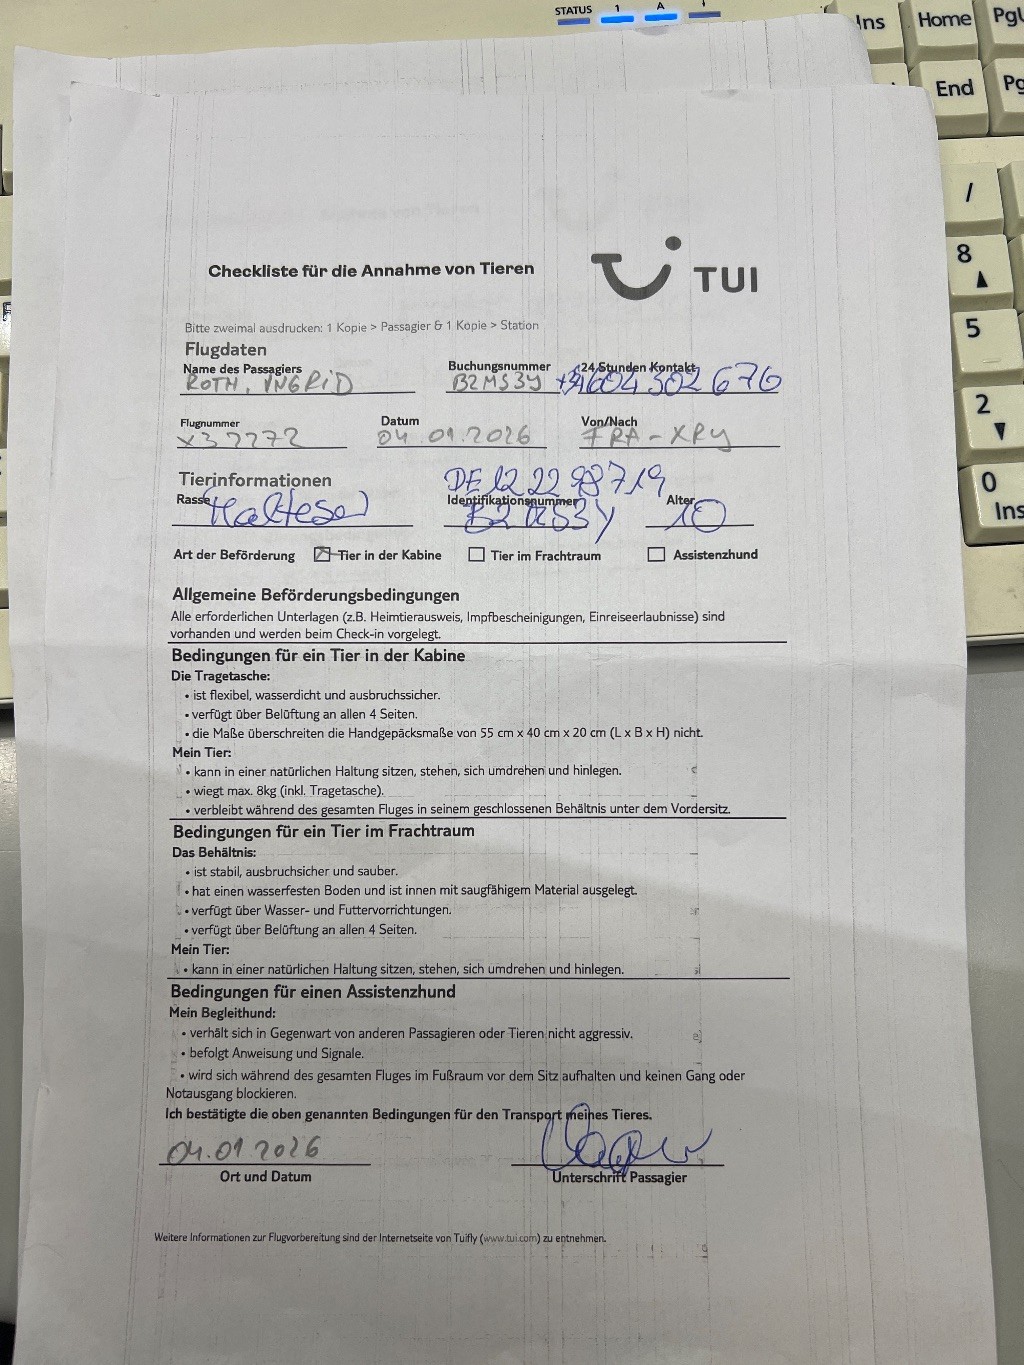 STATUS 1 A
Ins Home PgU
End Pg
/
8
5
2
0
Ins
Checkliste für die Annahme von Tieren
TUI
Bitte zweimal ausdrucken: 1 Kopie > Passagier & 1 Kopie > Station
Flugdaten
Name des Passagiers Buchungsnummer 24 Stunden Kontakt
ROTH, INGRID B2MS3Y 604302676
Flugnummer Datum Von/Nach
X3 2272 04.01.2026 FRA-XRY
Tierinformationen DE 12 22 98719
Rasse Identifikationsnummer Alter
Malteser 10
Art der Beförderung Tier in der Kabine Tier im Frachtraum Assistenzhund
Allgemeine Beförderungsbedingungen
Alle erforderlichen Unterlagen (z.B. Heimtierausweis, Impfbescheinigungen, Einreiseerlaubnisse) sind
vorhanden und werden beim Check-in vorgelegt.
Bedingungen für ein Tier in der Kabine
Die Tragetasche:
• ist flexibel, wasserdicht und ausbruchssicher.
• verfügt über Belüftung an allen 4 Seiten.
• die Maße überschreiten die Handgepäcksmaße von 55 cm x 40 cm x 20 cm (L x B x H) nicht.
Mein Tier:
• kann in einer natürlichen Haltung sitzen, stehen, sich umdrehen und hinlegen.
• wiegt max. 8kg (inkl. Tragetasche).
• verbleibt während des gesamten Fluges in seinem geschlossenen Behältnis unter dem Vordersitz.
Bedingungen für ein Tier im Frachtraum
Das Behältnis:
• ist stabil, ausbruchsicher und sauber.
• hat einen wasserfesten Boden und ist innen mit saugfähigem Material ausgelegt.
• verfügt über Wasser- und Futtervorrichtungen.
• verfügt über Belüftung an allen 4 Seiten.
Mein Tier:
• kann in einer natürlichen Haltung sitzen, stehen, sich umdrehen und hinlegen.
Bedingungen für einen Assistenzhund
Mein Begleithund:
• verhält sich in Gegenwart von anderen Passagieren oder Tieren nicht aggressiv.
• befolgt Anweisung und Signale.
• wird sich während des gesamten Fluges im Fußraum vor dem Sitz aufhalten und keinen Gang oder
Notausgang blockieren.
Ich bestätigte die oben genannten Bedingungen für den Transport meines Tieres.
04.01.2026
Ort und Datum Unterschrift Passagier
Weitere Informationen zur Flugvorbereitung sind der Internetseite von Tuifly (www.tui.com) zu entnehmen.